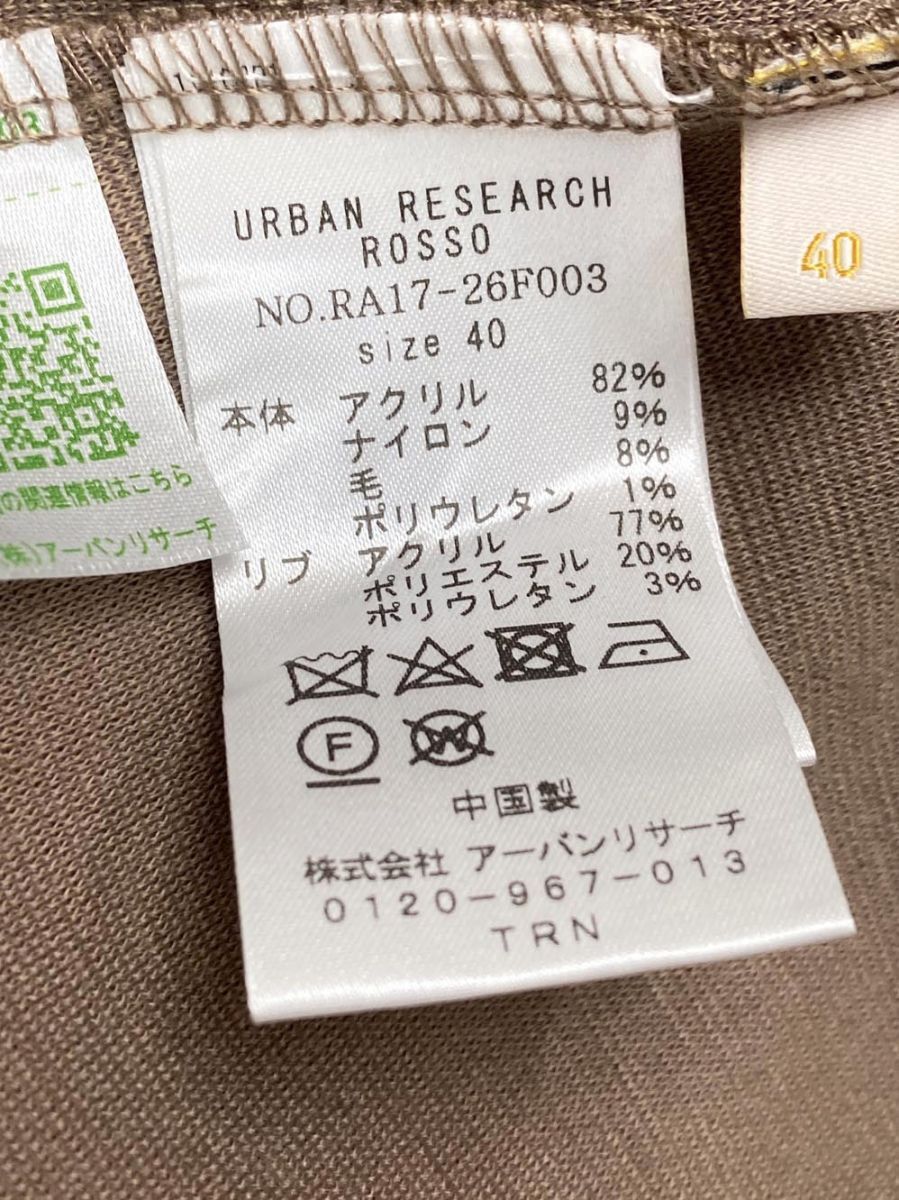 URBAN RESEARCH
ROSSO
NO.RA17-26F003
size 40
本体 アクリル 82%
ナイロン 9%
毛 8%
ポリウレタン 1%
リブ アクリル 77%
ポリエステル 20%
ポリウレタン 3%
F
W
中国製
株式会社 アーバンリサーチ
0120-967-013
TRN
の関連情報はこちら
(株)アーバンリサーチ
40